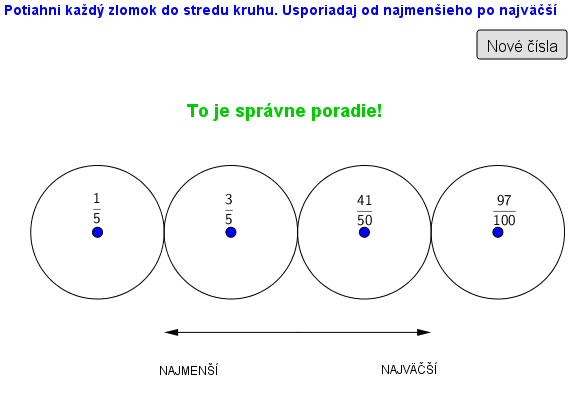 Potiahni každý zlomok do stredu kruhu. Usporiadaj od najmenšieho po najväčší
Nové čísla
To je správne poradie!
1/5 3/5 41/50 97/100
NAJMENŠÍ NAJVÄČŠÍ